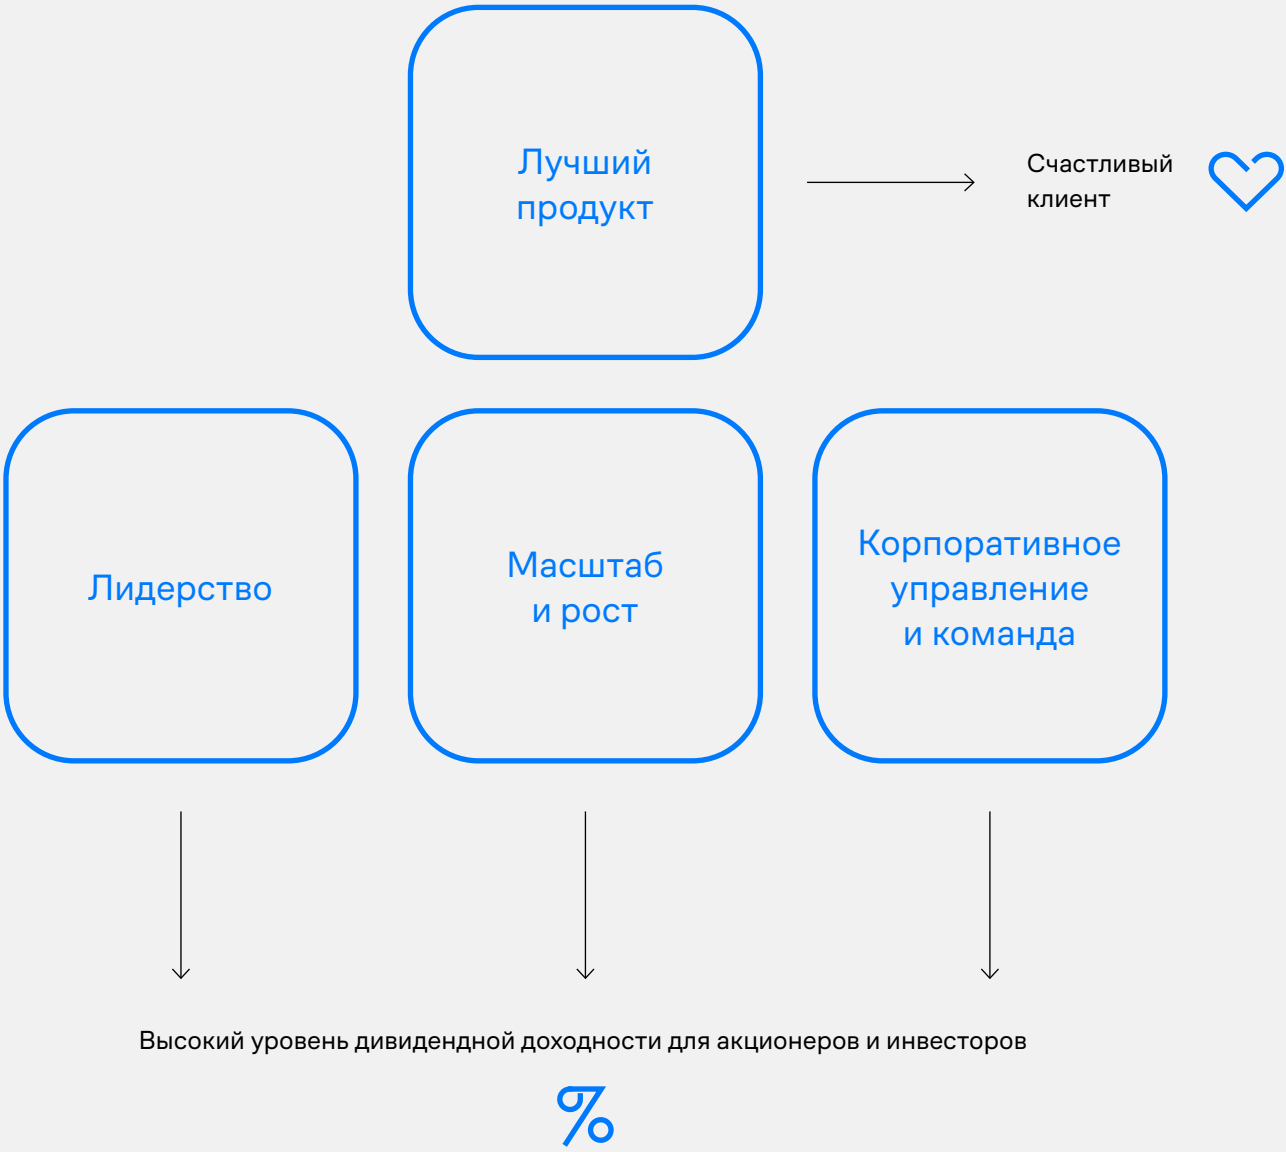 Лучший
продукт
Счастливый
клиент
Лидерство
Масштаб
и рост
Корпоративное
управление
и команда
Высокий уровень дивидендной доходности для акционеров и инвесторов
%